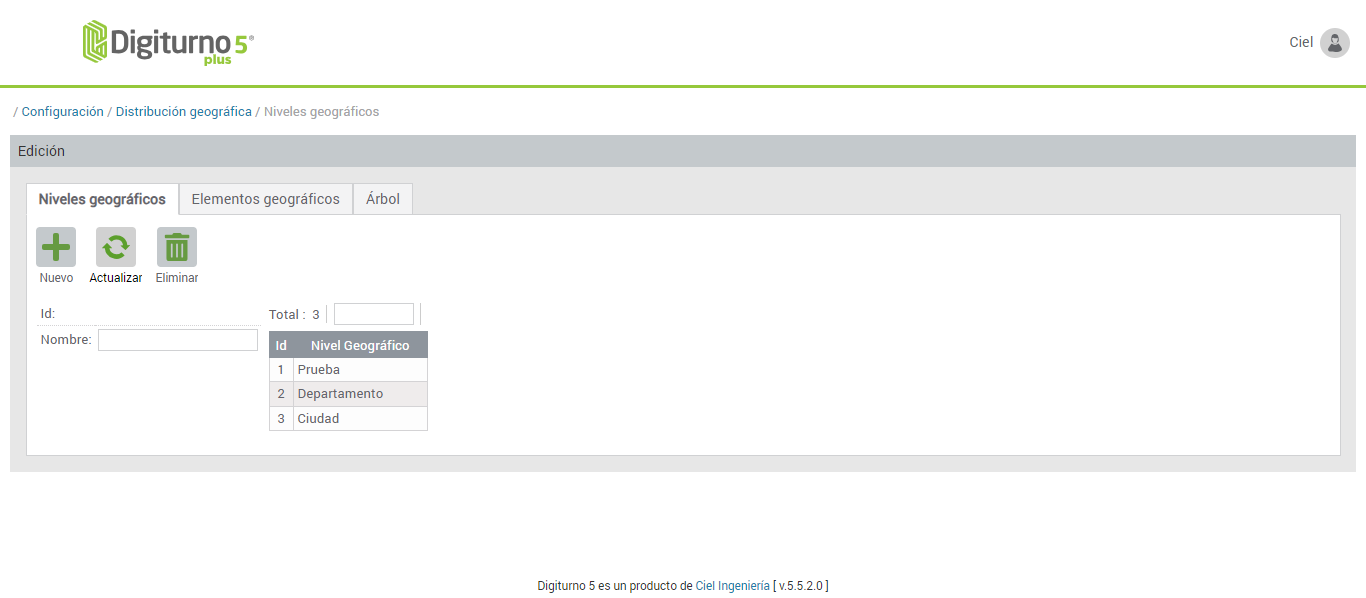 Digiturno 5®
plus
Ciel
/ Configuración / Distribución geográfica / Niveles geográficos
Edición
Niveles geográficos Elementos geográficos Árbol
Nuevo Actualizar Eliminar
Id:
Nombre:
Total : 3
Id Nivel Geográfico
1 Prueba
2 Departamento
3 Ciudad
Digiturno 5 es un producto de Ciel Ingeniería [ v.5.5.2.0 ]